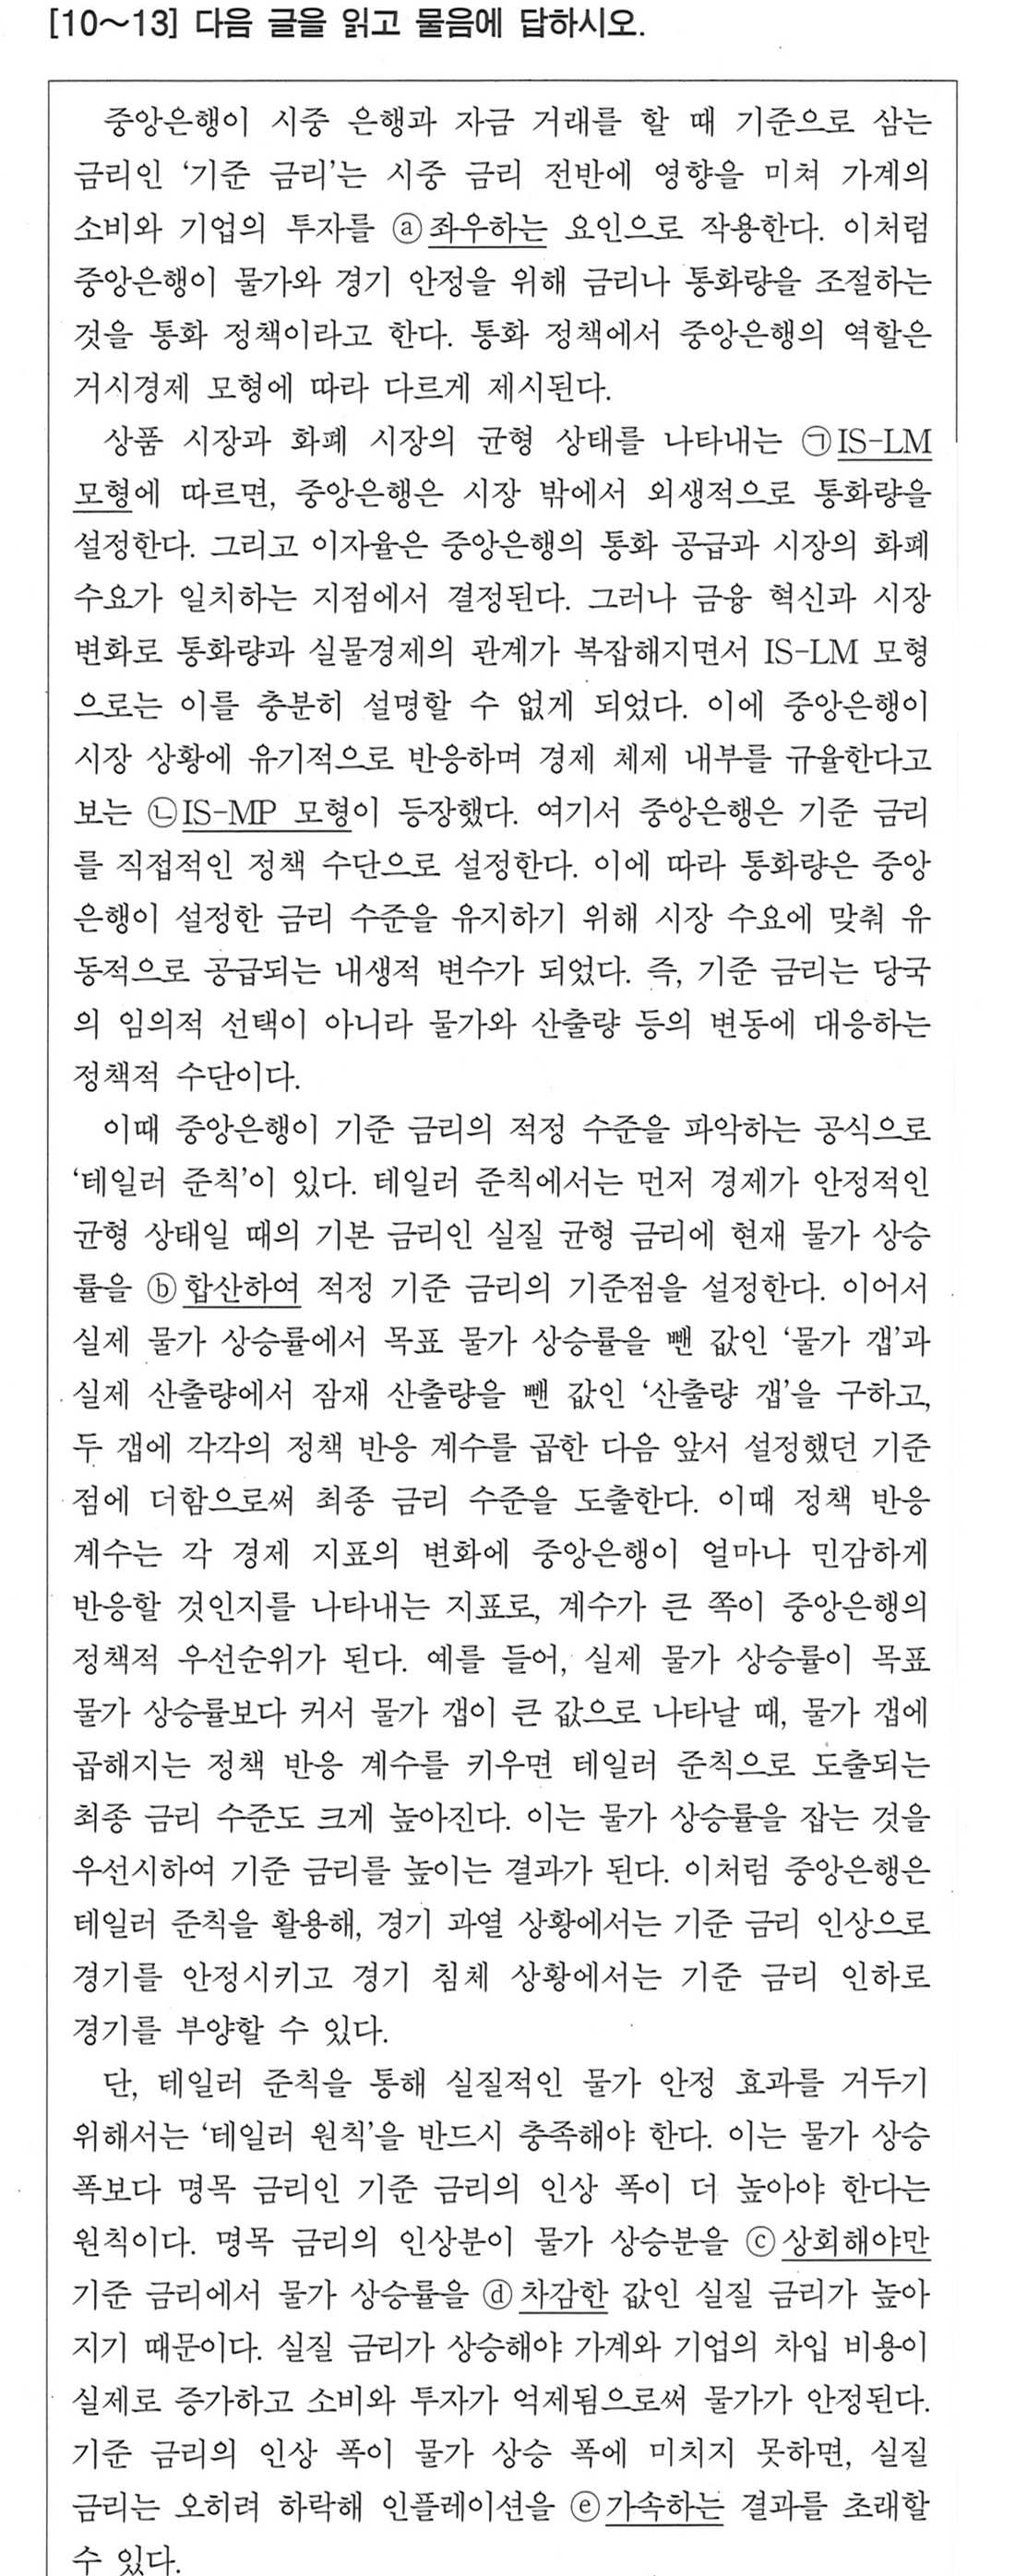 [10~13] 다음 글을 읽고 물음에 답하시오.
중앙은행이 시중 은행과 자금 거래를 할 때 기준으로 삼는
금리인 ‘기준 금리’는 시중 금리 전반에 영향을 미쳐 가계의
소비와 기업의 투자를 ⓐ좌우하는 요인으로 작용한다. 이처럼
중앙은행이 물가와 경기 안정을 위해 금리나 통화량을 조절하는
것을 통화 정책이라고 한다. 통화 정책에서 중앙은행의 역할은
거시경제 모형에 따라 다르게 제시된다.
상품 시장과 화폐 시장의 균형 상태를 나타내는 ㉠IS-LM
모형에 따르면, 중앙은행은 시장 밖에서 외생적으로 통화량을
설정한다. 그리고 이자율은 중앙은행의 통화 공급과 시장의 화폐
수요가 일치하는 지점에서 결정된다. 그러나 금융 혁신과 시장
변화로 통화량과 실물경제의 관계가 복잡해지면서 IS-LM 모형
으로는 이를 충분히 설명할 수 없게 되었다. 이에 중앙은행이
시장 상황에 유기적으로 반응하며 경제 체제 내부를 규율한다고
보는 ㉡IS-MP 모형이 등장했다. 여기서 중앙은행은 기준 금리
를 직접적인 정책 수단으로 설정한다. 이에 따라 통화량은 중앙
은행이 설정한 금리 수준을 유지하기 위해 시장 수요에 맞춰 유
동적으로 공급되는 내생적 변수가 되었다. 즉, 기준 금리는 당국
의 임의적 선택이 아니라 물가와 산출량 등의 변동에 대응하는
정책적 수단이다.
이때 중앙은행이 기준 금리의 적정 수준을 파악하는 공식으로
‘테일러 준칙’이 있다. 테일러 준칙에서는 먼저 경제가 안정적인
균형 상태일 때의 기본 금리인 실질 균형 금리에 현재 물가 상승
률을 ⓑ합산하여 적정 기준 금리의 기준점을 설정한다. 이어서
실제 물가 상승률에서 목표 물가 상승률을 뺀 값인 ‘물가 갭’과
실제 산출량에서 잠재 산출량을 뺀 값인 ‘산출량 갭’을 구하고,
두 갭에 각각의 정책 반응 계수를 곱한 다음 앞서 설정했던 기준
점에 더함으로써 최종 금리 수준을 도출한다. 이때 정책 반응
계수는 각 경제 지표의 변화에 중앙은행이 얼마나 민감하게
반응할 것인지를 나타내는 지표로, 계수가 큰 쪽이 중앙은행의
정책적 우선순위가 된다. 예를 들어, 실제 물가 상승률이 목표
물가 상승률보다 커서 물가 갭이 큰 값으로 나타날 때, 물가 갭에
곱해지는 정책 반응 계수를 키우면 테일러 준칙으로 도출되는
최종 금리 수준도 크게 높아진다. 이는 물가 상승률을 잡는 것을
우선시하여 기준 금리를 높이는 결과가 된다. 이처럼 중앙은행은
테일러 준칙을 활용해, 경기 과열 상황에서는 기준 금리 인상으로
경기를 안정시키고 경기 침체 상황에서는 기준 금리 인하로
경기를 부양할 수 있다.
단, 테일러 준칙을 통해 실질적인 물가 안정 효과를 거두기
위해서는 ‘테일러 원칙’을 반드시 충족해야 한다. 이는 물가 상승
폭보다 명목 금리인 기준 금리의 인상 폭이 더 높아야 한다는
원칙이다. 명목 금리의 인상분이 물가 상승분을 ⓒ상회해야만
기준 금리에서 물가 상승률을 ⓓ차감한 값인 실질 금리가 높아
지기 때문이다. 실질 금리가 상승해야 가계와 기업의 차입 비용이
실제로 증가하고 소비와 투자가 억제됨으로써 물가가 안정된다.
기준 금리의 인상 폭이 물가 상승 폭에 미치지 못하면, 실질
금리는 오히려 하락해 인플레이션을 ⓔ가속하는 결과를 초래할
수 있다.